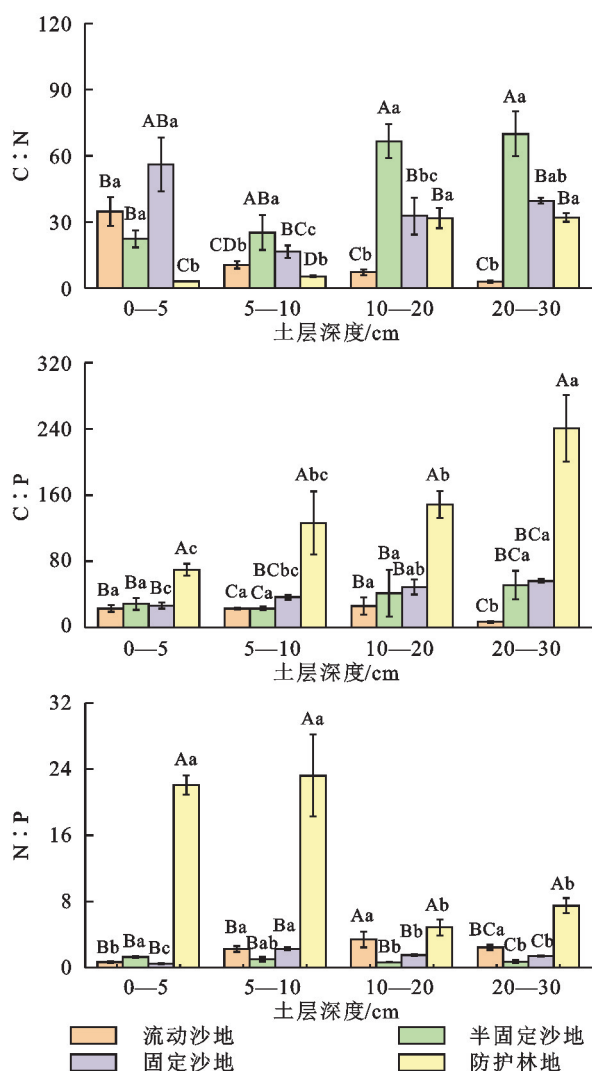 120
90
60
30
0
C∶N
Ba
Ba
ABa
Cb
CDb
ABa
BCc
Db
Cb
Aa
Bbc
Ba
Cb
Aa
Bab
Ba
0—5
5—10
10—20
20—30
土层深度/cm
320
240
160
80
0
C∶P
Ba
Ba
Bc
Ac
Ca
Ca
BCbc
Abc
Ba
Ba
Bab
Ab
Cb
BCa
BCa
Aa
0—5
5—10
10—20
20—30
土层深度/cm
32
24
16
8
0
N∶P
Bb
Ba
Bc
Aa
Ba
Bab
Ba
Aa
Aa
Bb
Bb
Ab
BCa
Cb
Cb
Ab
0—5
5—10
10—20
20—30
土层深度/cm
流动沙地
半固定沙地
固定沙地
防护林地